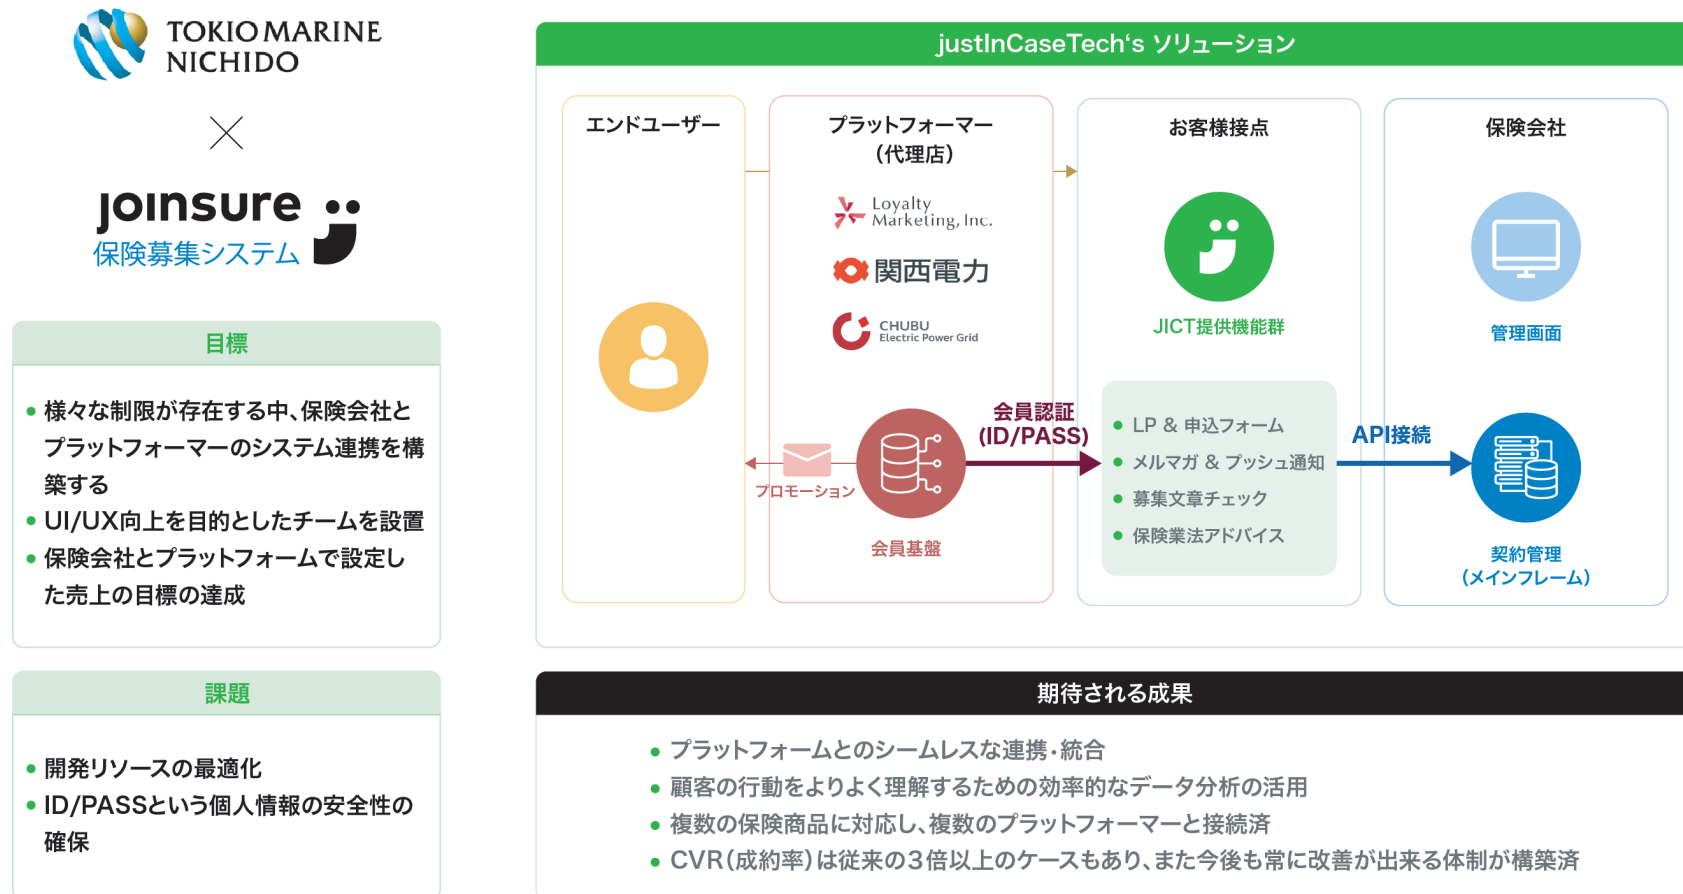 TOKIO MARINE
NICHIDO
joinsure
保険募集システム
目標
様々な制限が存在する中、保険会社と
プラットフォーマーのシステム連携を構
築する
UI/UX向上を目的としたチームを設置
保険会社とプラットフォームで設定し
た売上の目標の達成
課題
開発リソースの最適化
ID/PASSという個人情報の安全性の
確保
justInCaseTech‘s ソリューション
エンドユーザー
プラットフォーマー
（代理店）
Loyalty
Marketing, Inc.
関西電力
CHUBU
Electric Power Grid
プロモーション
会員基盤
会員認証
(ID/PASS)
お客様接点
JICT提供機能群
LP & 申込フォーム
メルマガ & プッシュ通知
募集文章チェック
保険業法アドバイス
API接続
保険会社
管理画面
契約管理
（メインフレーム）
期待される成果
プラットフォームとのシームレスな連携・統合
顧客の行動をよりよく理解するための効率的なデータ分析の活用
複数の保険商品に対応し、複数のプラットフォーマーと接続済
CVR（成約率）は従来の３倍以上のケースもあり、また今後も常に改善が出来る体制が構築済